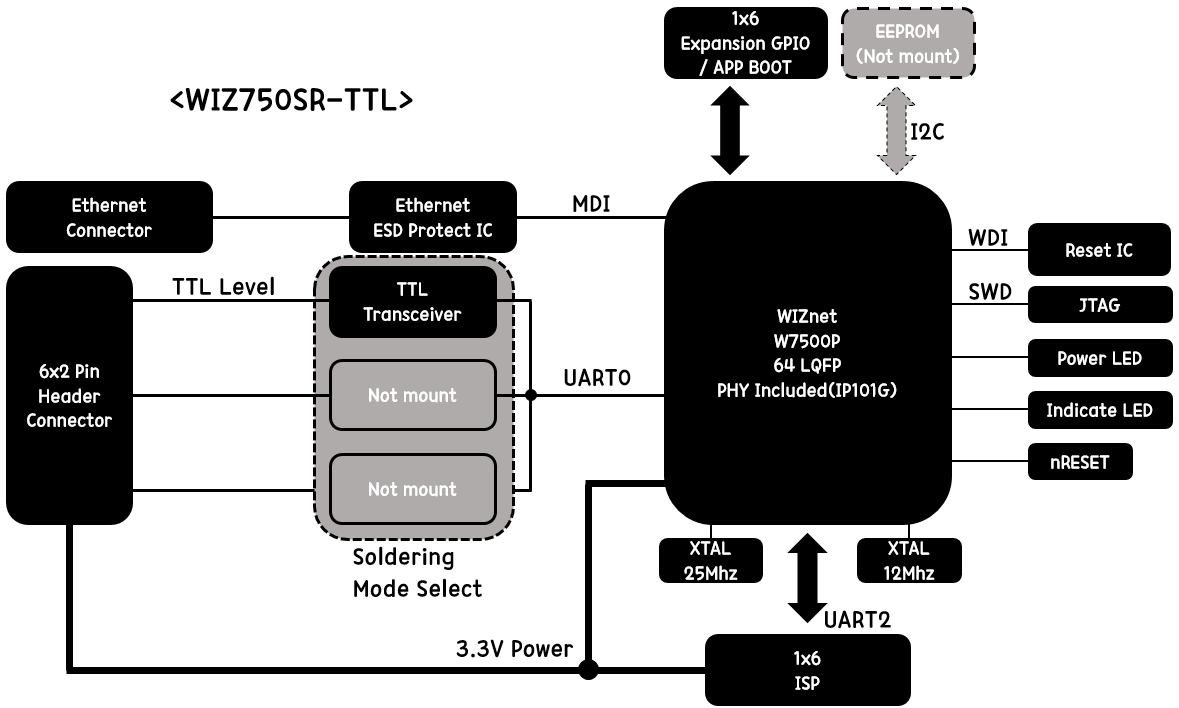 1x6
Expansion GPIO
/ APP BOOT
EEPROM
(Not mount)
<WIZ750SR-TTL>
I2C
Ethernet
Connector
Ethernet
ESD Protect IC
MDI
WDI
Reset IC
TTL Level
TTL
Transceiver
SWD
JTAG
WIZnet
W7500P
64 LQFP
PHY Included(IP101G)
Power LED
6x2 Pin
Header
Connector
Not mount
UART0
Indicate LED
Not mount
nRESET
Soldering
Mode Select
XTAL
25Mhz
XTAL
12Mhz
UART2
3.3V Power
1x6
ISP